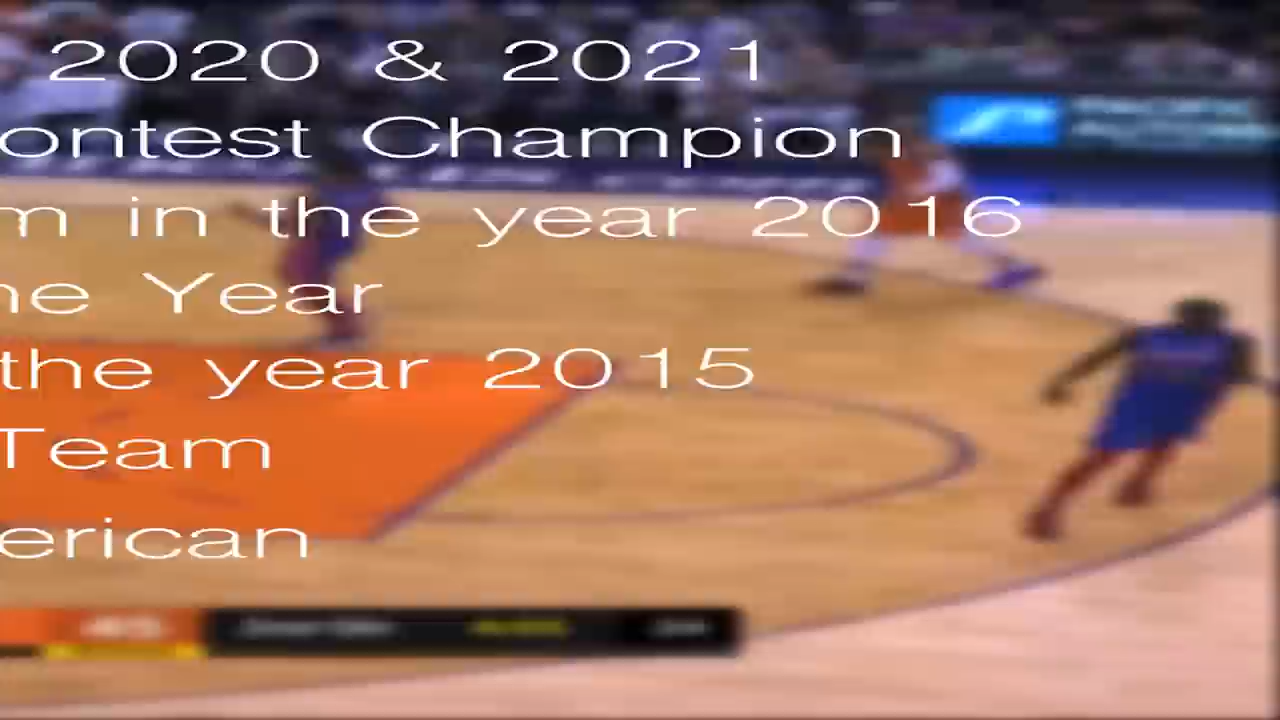 2020 & 2021
ontest Champion
m in the year 2016
he Year
the year 2015
Team
erican